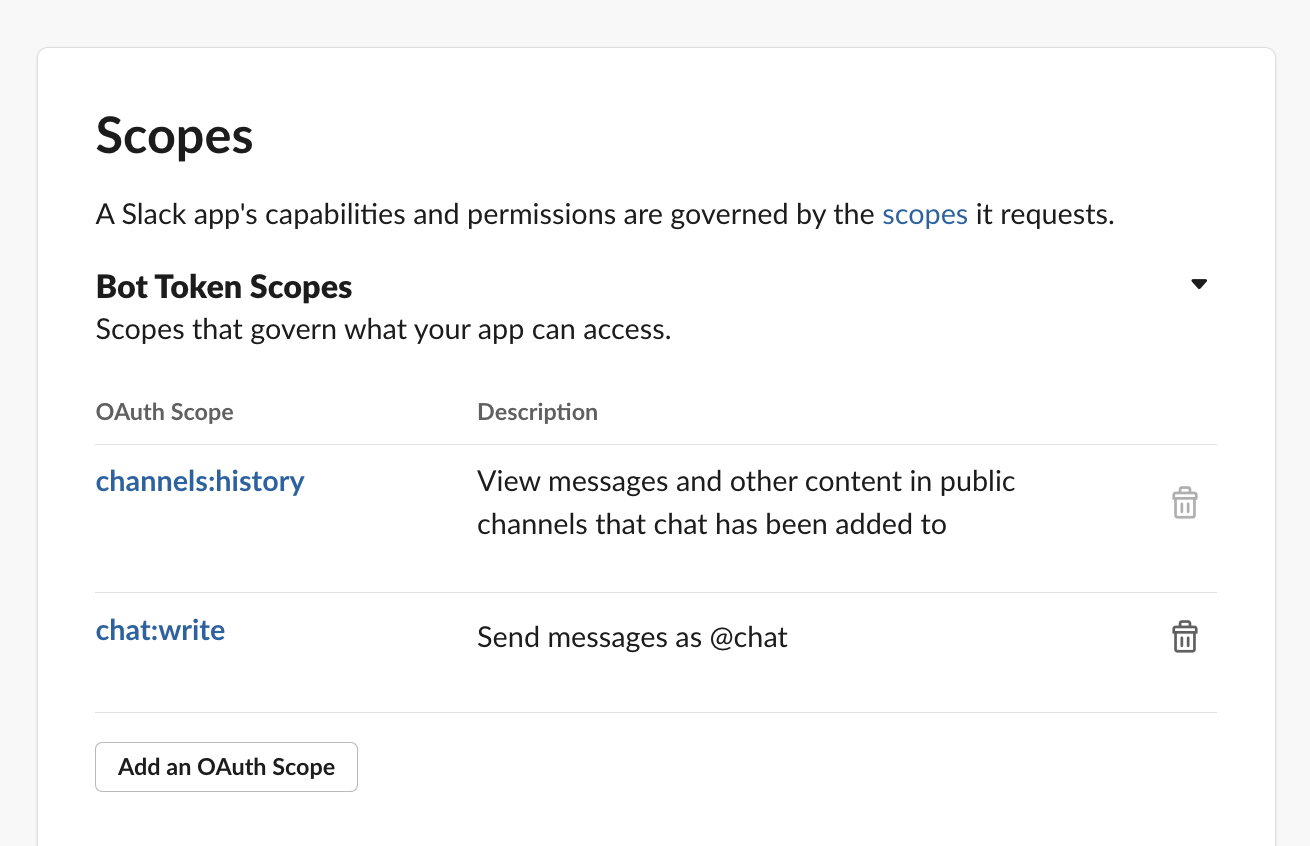 Scopes
A Slack app's capabilities and permissions are governed by the scopes it requests.
Bot Token Scopes
Scopes that govern what your app can access.
OAuth Scope Description
channels:history View messages and other content in public
channels that chat has been added to
chat:write Send messages as @chat
Add an OAuth Scope